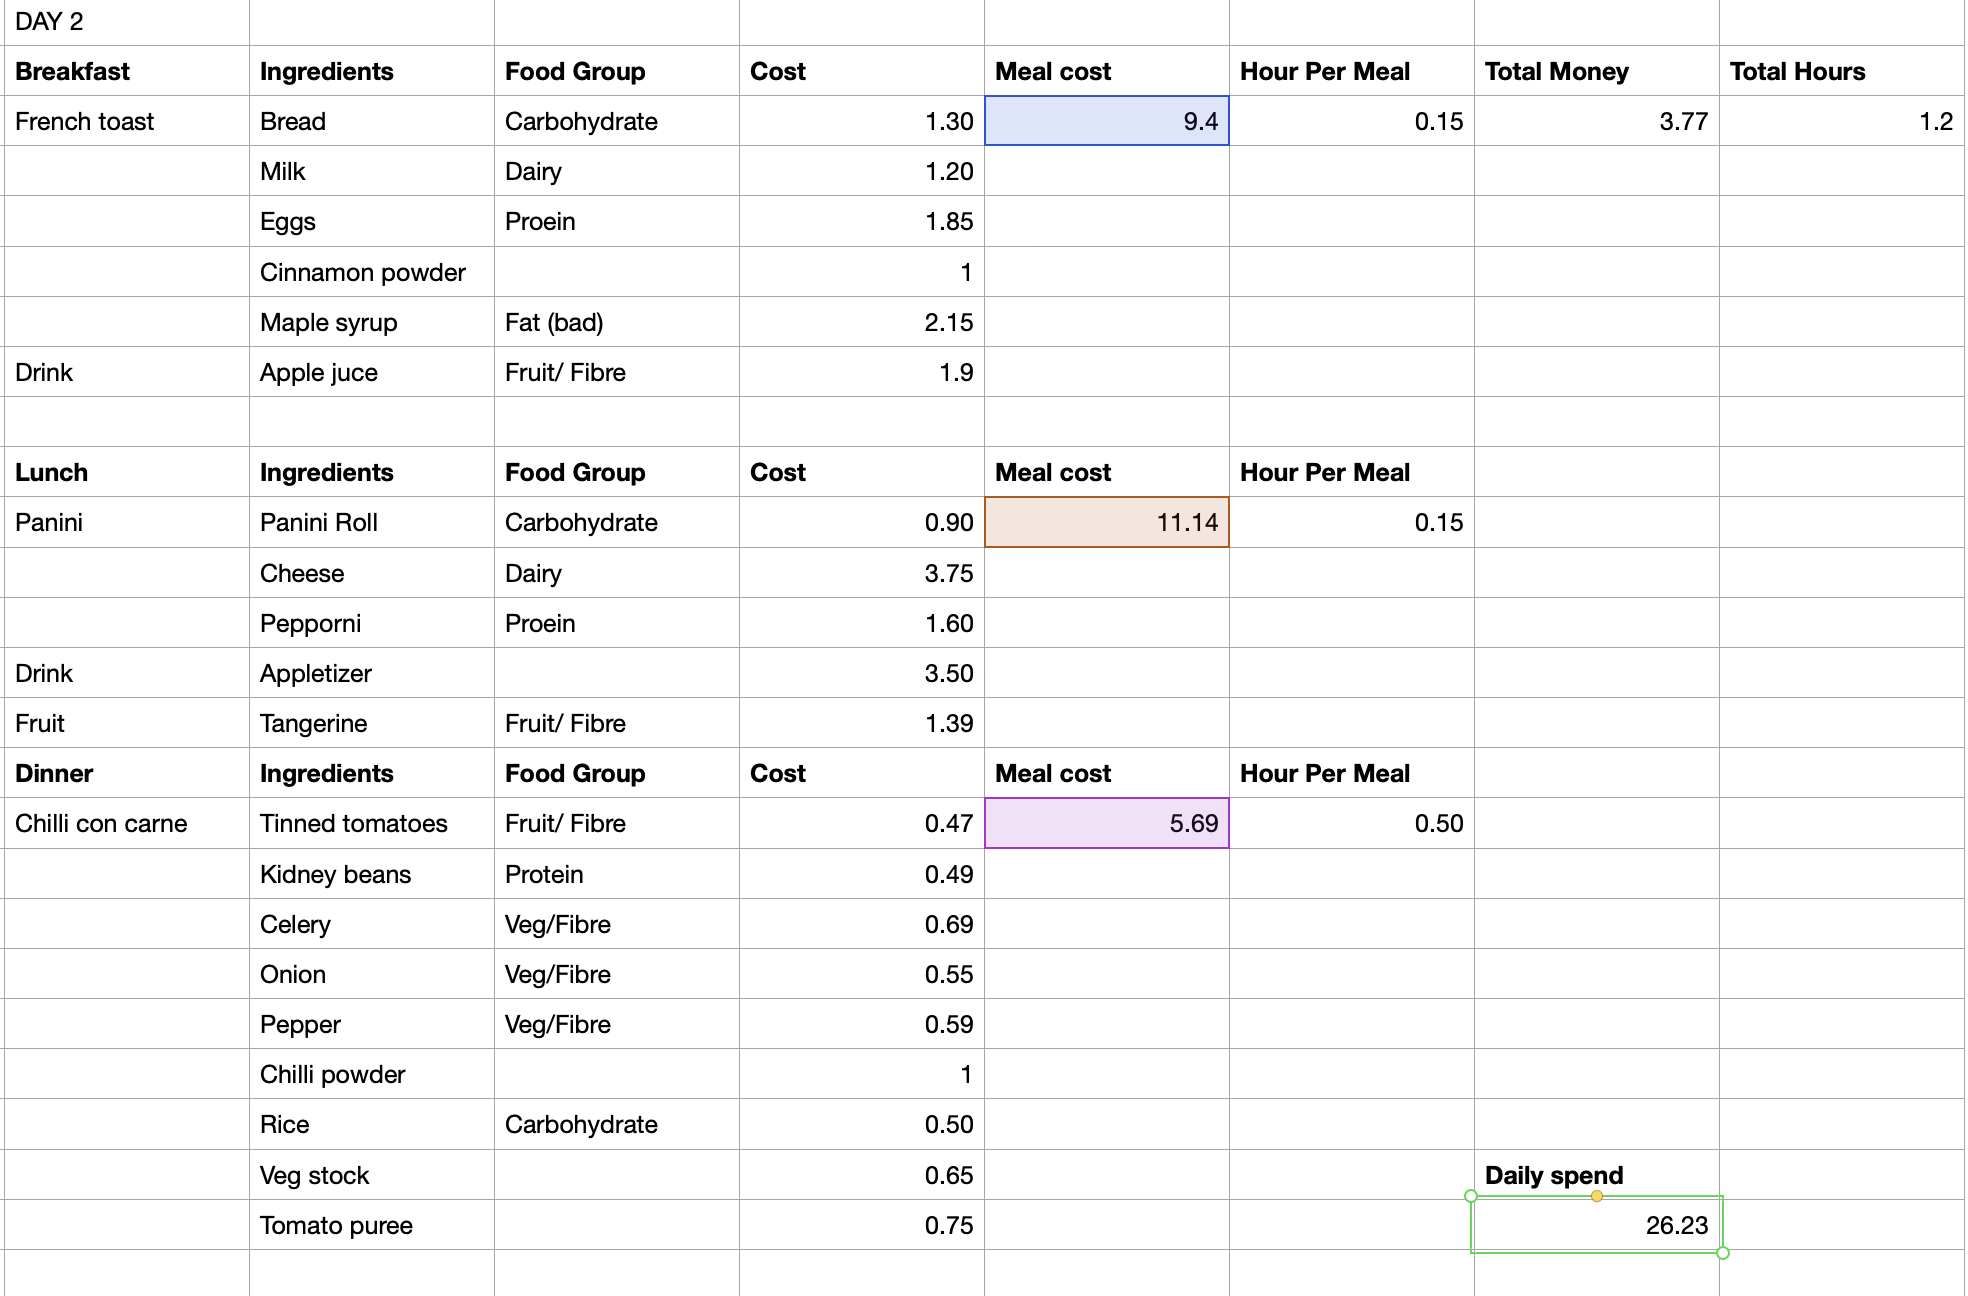 DAY 2
Breakfast Ingredients Food Group Cost Meal cost Hour Per Meal Total Money Total Hours
French toast Bread Carbohydrate 1.30 9.4 0.15 3.77 1.2
Milk Dairy 1.20
Eggs Proein 1.85
Cinnamon powder 1
Maple syrup Fat (bad) 2.15
Drink Apple juce Fruit/ Fibre 1.9
Lunch Ingredients Food Group Cost Meal cost Hour Per Meal
Panini Panini Roll Carbohydrate 0.90 11.14 0.15
Cheese Dairy 3.75
Pepporni Proein 1.60
Drink Appletizer 3.50
Fruit Tangerine Fruit/ Fibre 1.39
Dinner Ingredients Food Group Cost Meal cost Hour Per Meal
Chilli con carne Tinned tomatoes Fruit/ Fibre 0.47 5.69 0.50
Kidney beans Protein 0.49
Celery Veg/Fibre 0.69
Onion Veg/Fibre 0.55
Pepper Veg/Fibre 0.59
Chilli powder 1
Rice Carbohydrate 0.50
Veg stock 0.65 Daily spend
Tomato puree 0.75 26.23